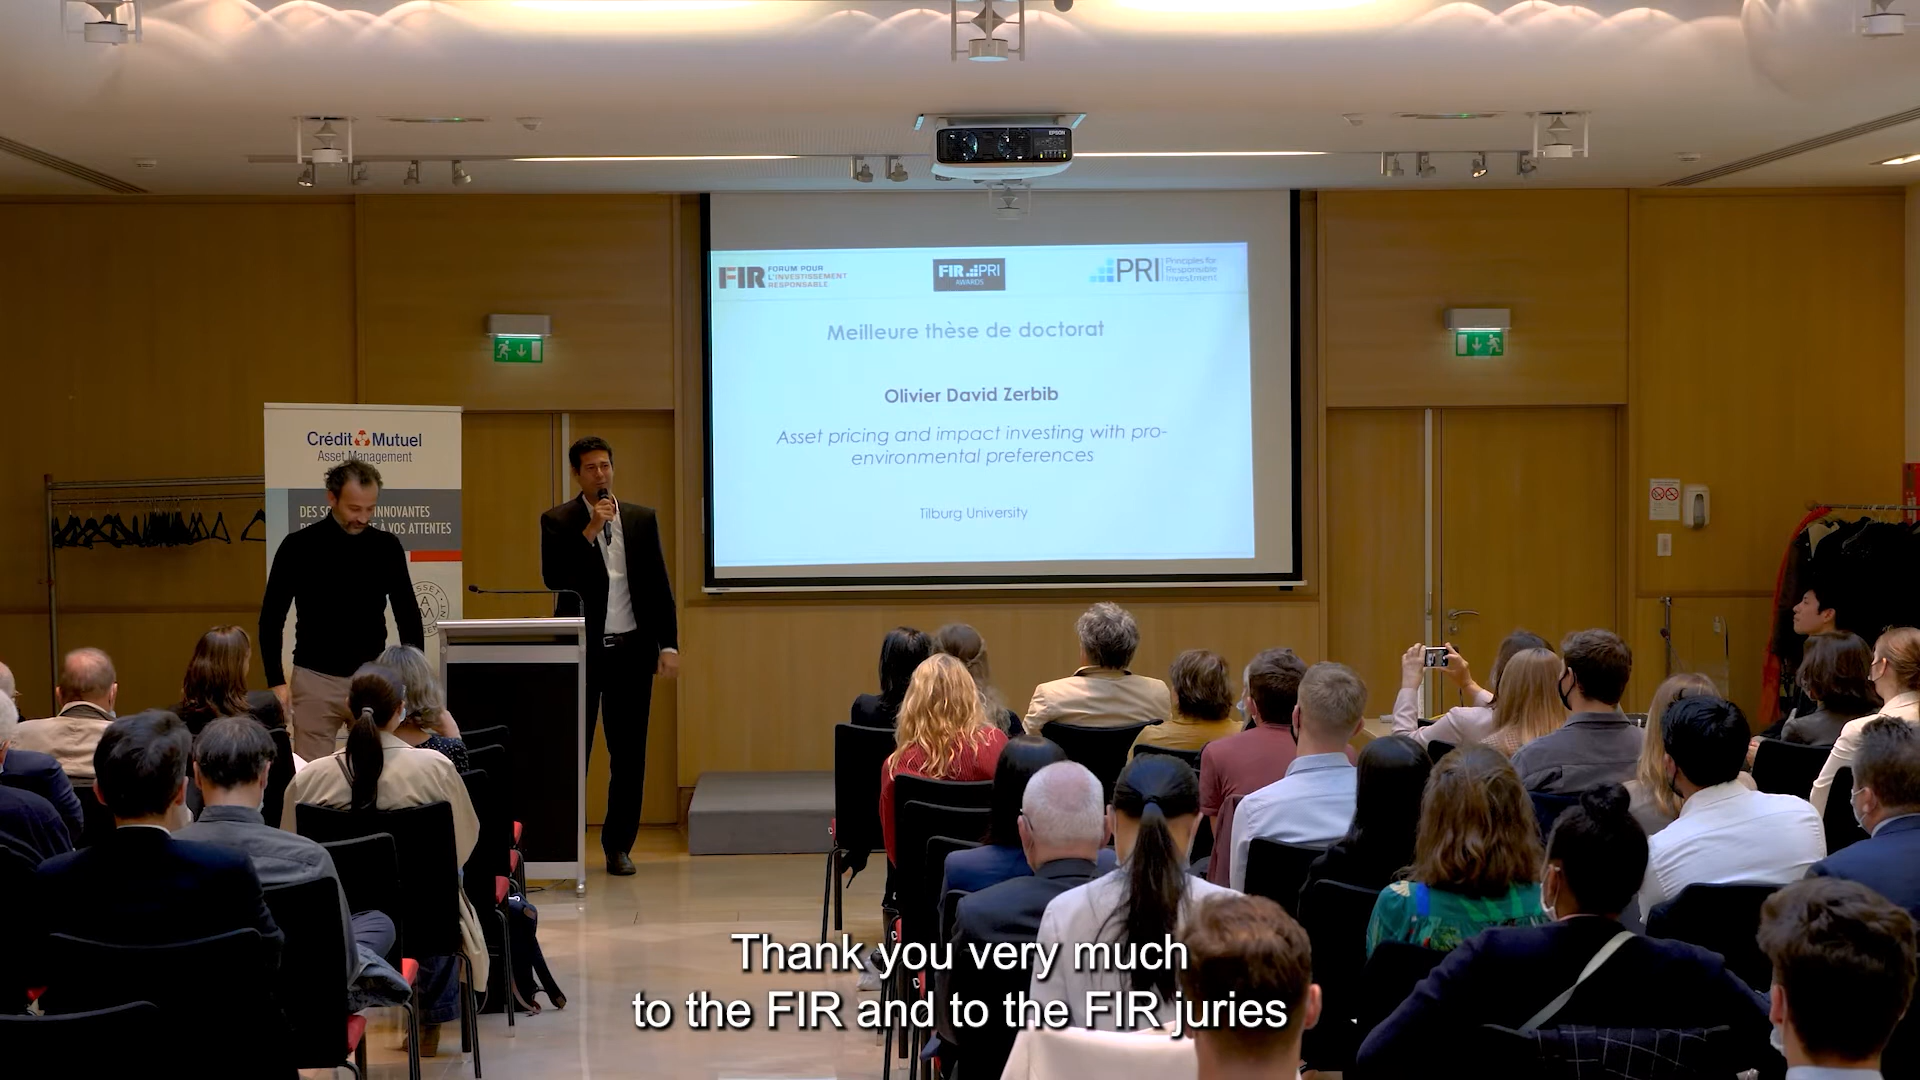 EPSON
FIR FORUM POUR
L'INVESTISSEMENT
RESPONSABLE
FIR PRI
AWARDS
PRI Principles for
Responsible
Investment
Meilleure thèse de doctorat
Olivier David Zerbib
Asset pricing and impact investing with pro-
environmental preferences
Tilburg University
Crédit Mutuel
Asset Management
DES INNOVANTES
À VOS ATTENTES
Thank you very much
to the FIR and to the FIR juries